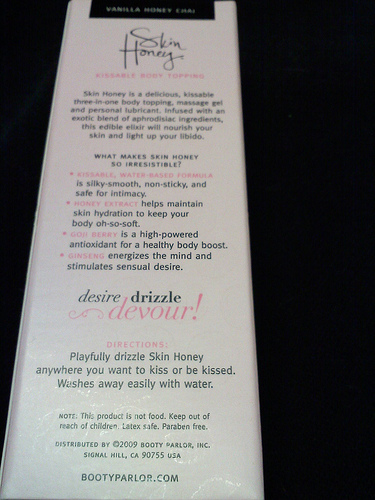 VANILLA HONEY CHAI
Skin
Honey
KISSABLE BODY TOPPING
Skin Honey is a delicious, kissable
three-in-one body topping, massage gel
and personal lubricant. Infused with an
exotic blend of aphrodisiac ingredients,
this edible elixir will nourish your
skin and light up your libido.
WHAT MAKES SKIN HONEY
SO IRRESISTIBLE?
• KISSABLE, WATER-BASED FORMULA
is silky-smooth, non-sticky, and
safe for intimacy.
• HONEY EXTRACT helps maintain
skin hydration to keep your
body oh-so-soft.
• GOJI BERRY is a high-powered
antioxidant for a healthy body boost.
• GINSENG energizes the mind and
stimulates sensual desire.
desire drizzle
devour!
DIRECTIONS:
Playfully drizzle Skin Honey
anywhere you want to kiss or be kissed.
Washes away easily with water.
NOTE: This product is not food. Keep out of
reach of children. Latex safe. Paraben free.
DISTRIBUTED BY ©2009 BOOTY PARLOR, INC.
SIGNAL HILL, CA 90755 USA
BOOTYPARLOR.COM